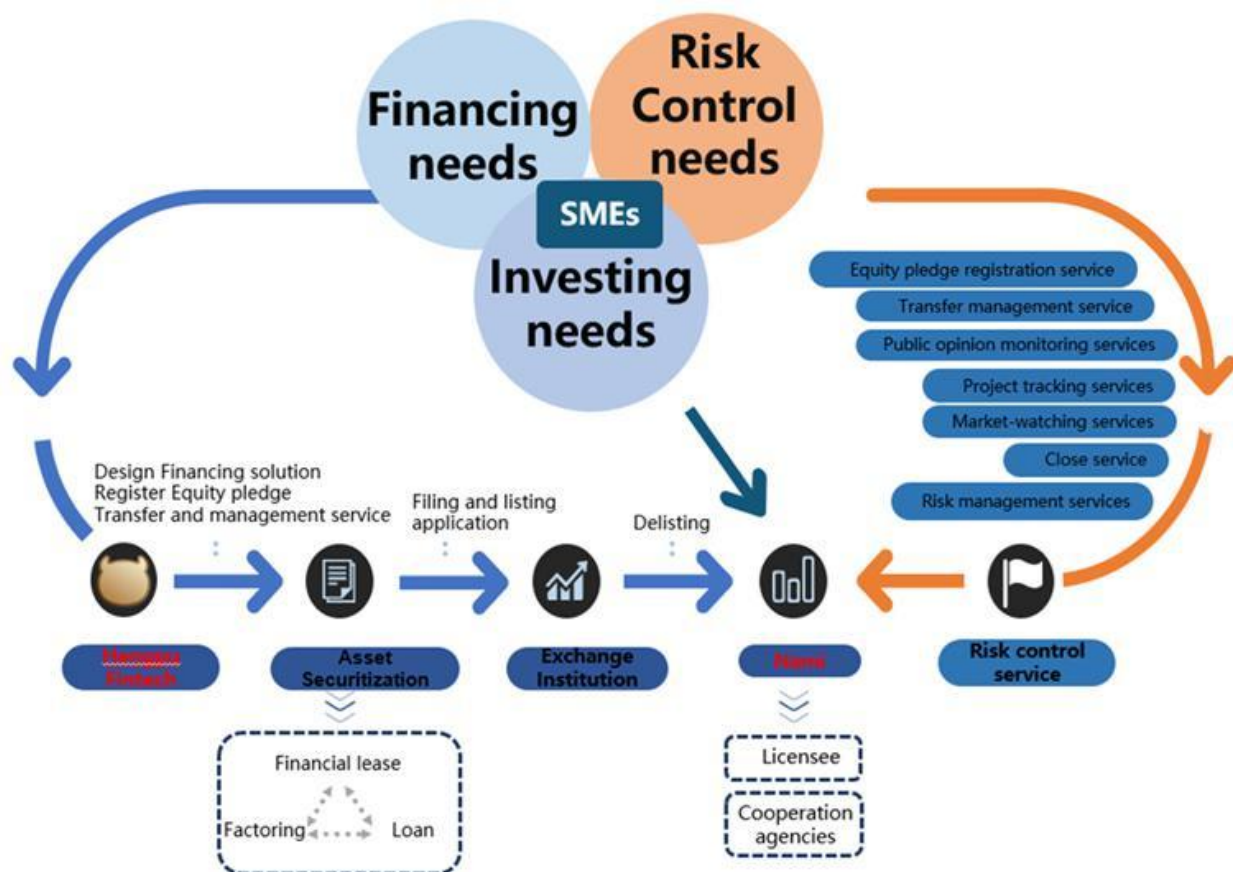 Financing
needs
Risk
Control
needs
SMEs
Investing
needs
Equity pledge registration service
Transfer management service
Public opinion monitoring services
Project tracking services
Market-watching services
Close service
Risk management services
Design Financing solution
Register Equity pledge
Transfer and management service
Filing and listing
application
Delisting
Fintech
Asset
Securitization
Exchange
Institution
Risk control
service
Financial lease
Factoring
Loan
Licensee
Cooperation
agencies